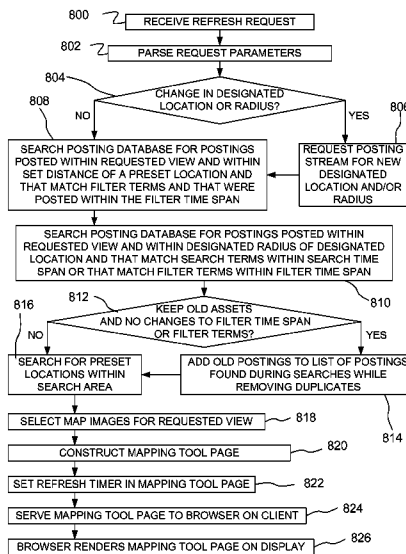 800
RECEIVE REFRESH REQUEST
802
PARSE REQUEST PARAMETERS
804
CHANGE IN DESIGNATED
LOCATION OR RADIUS?
808
NO
YES
806
SEARCH POSTING DATABASE FOR POSTINGS
POSTED WITHIN REQUESTED VIEW AND WITHIN
SET DISTANCE OF A PRESET LOCATION AND
THAT MATCH FILTER TERMS AND THAT WERE
POSTED WITHIN THE FILTER TIME SPAN
REQUEST POSTING
STREAM FOR NEW
DESIGNATED
LOCATION AND/OR
RADIUS
SEARCH POSTING DATABASE FOR POSTINGS POSTED WITHIN
REQUESTED VIEW AND WITHIN DESIGNATED RADIUS OF DESIGNATED
LOCATION AND THAT MATCH SEARCH TERMS WITHIN SEARCH TIME
SPAN OR THAT MATCH FILTER TERMS WITHIN FILTER TIME SPAN
810
812
816
KEEP OLD ASSETS
AND NO CHANGES TO FILTER TIME SPAN
OR FILTER TERMS?
NO
YES
SEARCH FOR PRESET
LOCATIONS WITHIN
SEARCH AREA
ADD OLD POSTINGS TO LIST OF POSTINGS
FOUND DURING SEARCHES WHILE
REMOVING DUPLICATES
814
SELECT MAP IMAGES FOR REQUESTED VIEW
818
CONSTRUCT MAPPING TOOL PAGE
820
SET REFRESH TIMER IN MAPPING TOOL PAGE
822
SERVE MAPPING TOOL PAGE TO BROWSER ON CLIENT
824
BROWSER RENDERS MAPPING TOOL PAGE ON DISPLAY
826